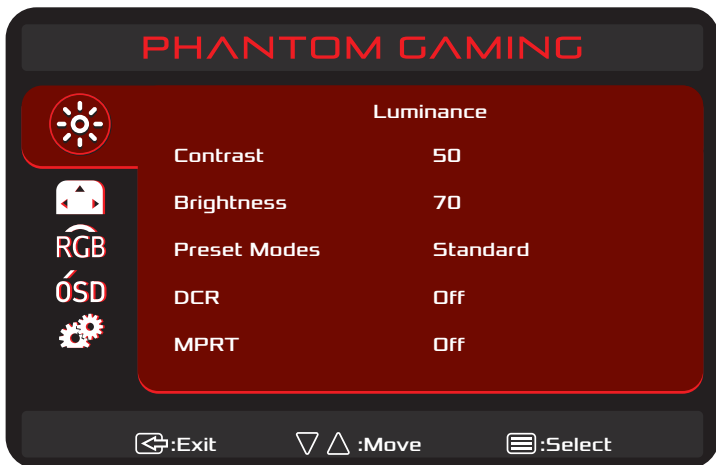 PHANTOM GAMING
Luminance
Contrast 50
Brightness 70
Preset Modes Standard
DCR Off
MPRT Off
RGB
OSD
:Exit :Move :Select